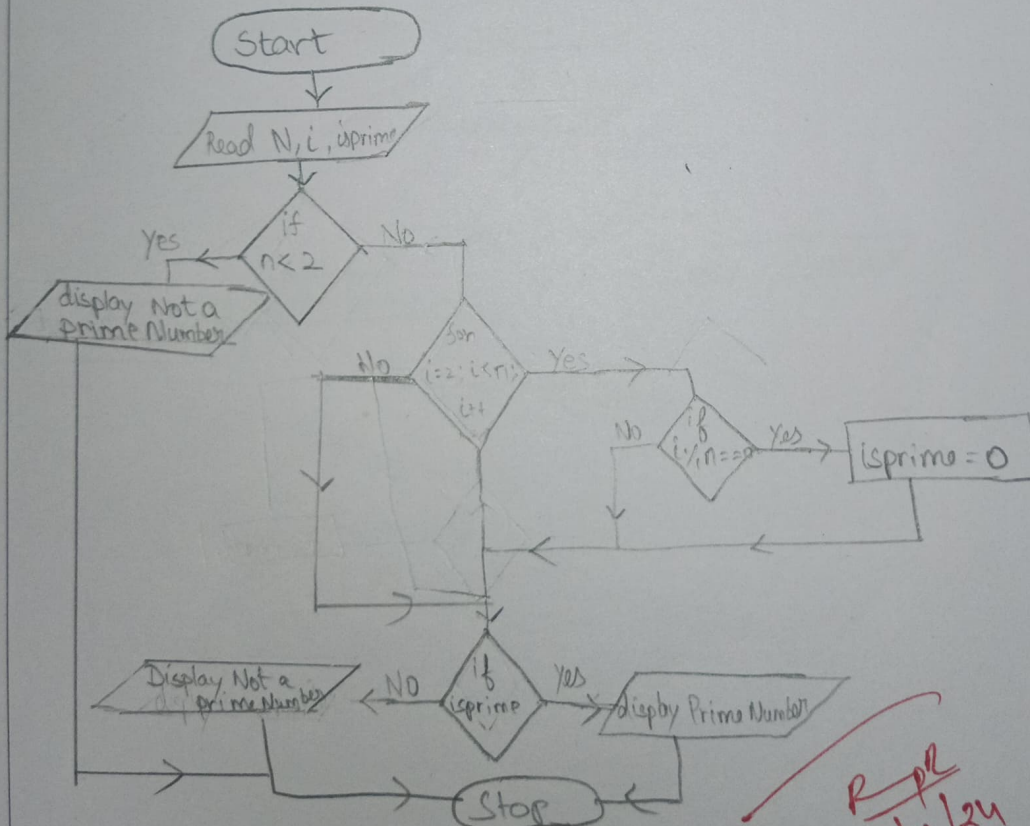 Start
Read N, i, isprime
if
n<2
Yes
No
display Not a
prime Number
for
i=2; i<n;
i++
No
Yes
if
i%n==0
No
Yes
isprime = 0
if
isprime
NO
Yes
Display Not a
prime Number
display Prime Number
Stop